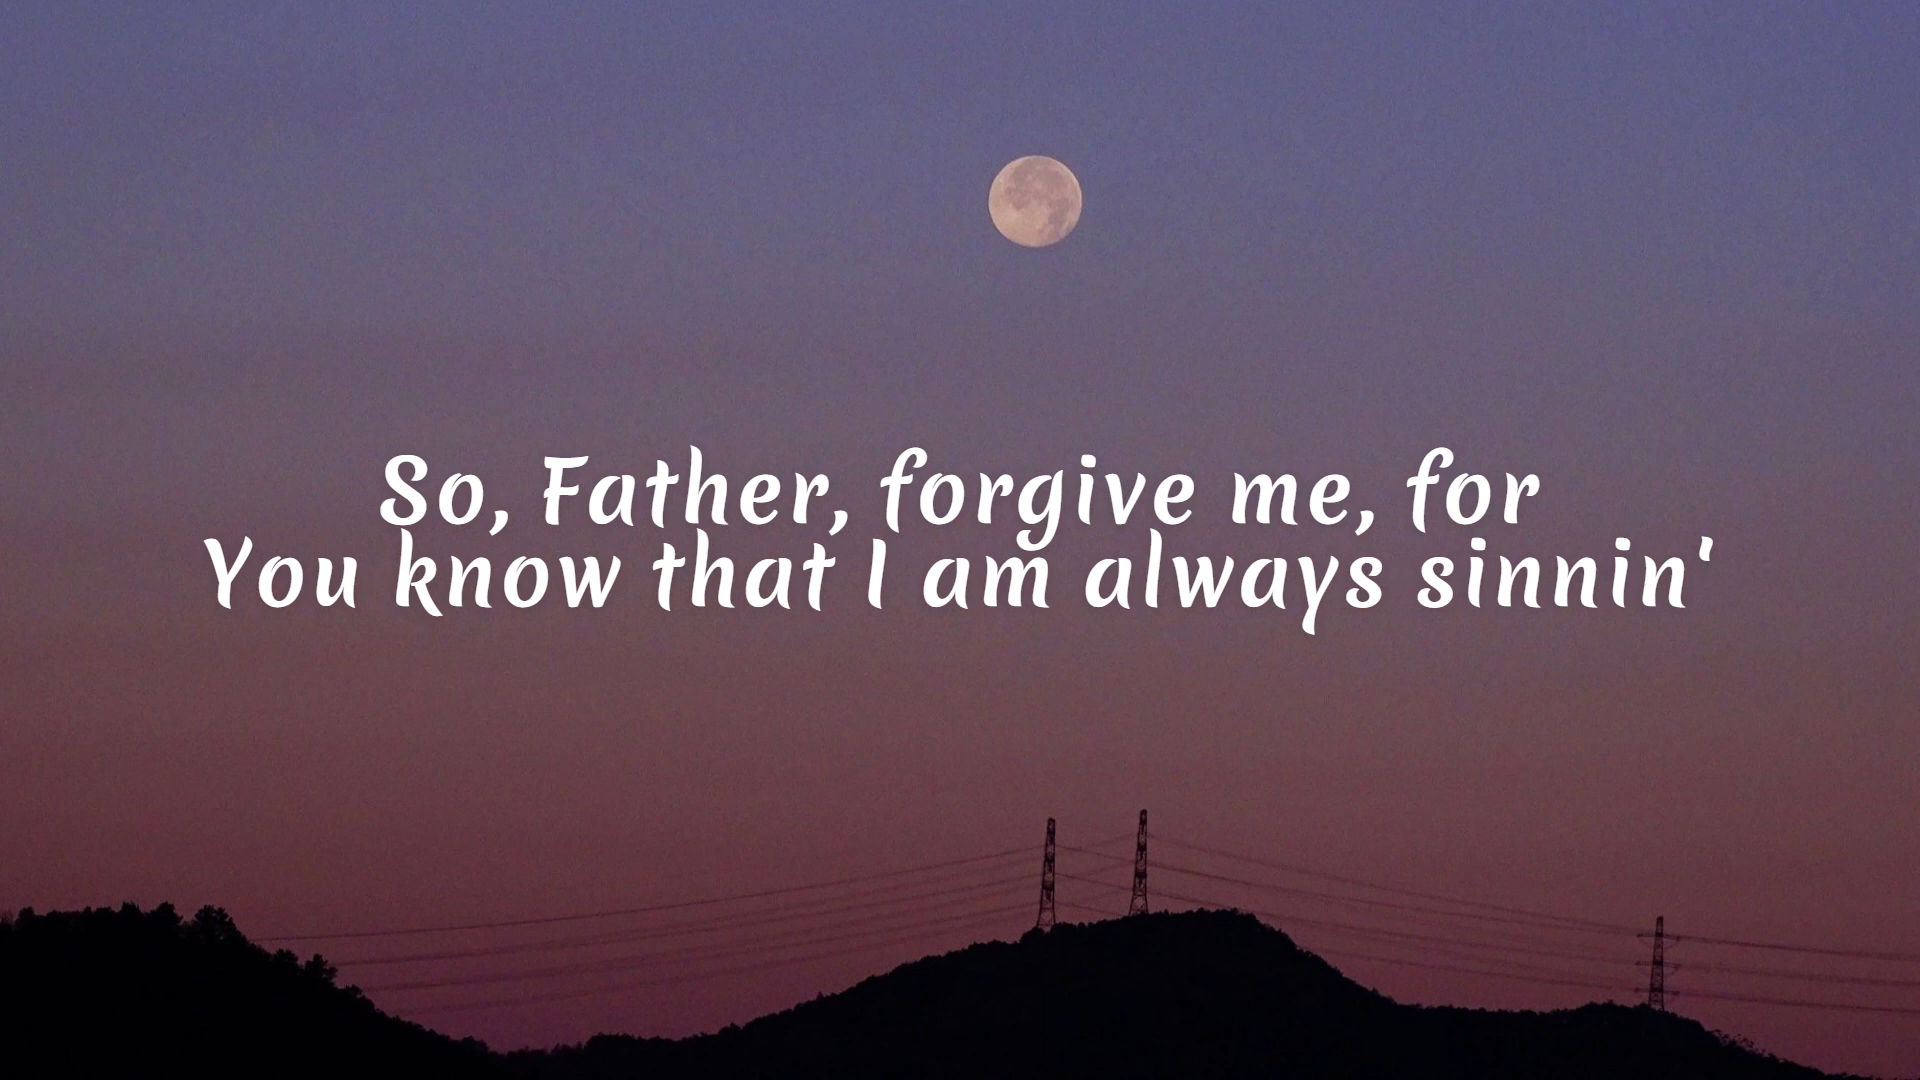 So, Father, forgive me, for
You know that I am always sinnin'